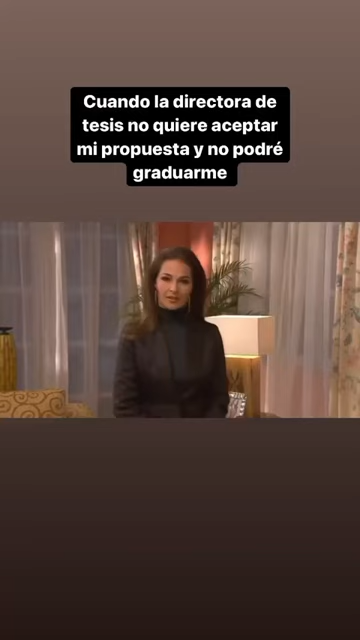 Cuando la directora de
tesis no quiere aceptar
mi propuesta y no podré
graduarme